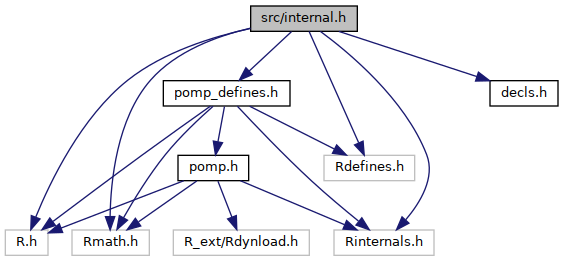 src/internal.h
pomp_defines.h
decls.h
pomp.h
Rdefines.h
R.h
Rmath.h
R_ext/Rdynload.h
Rinternals.h